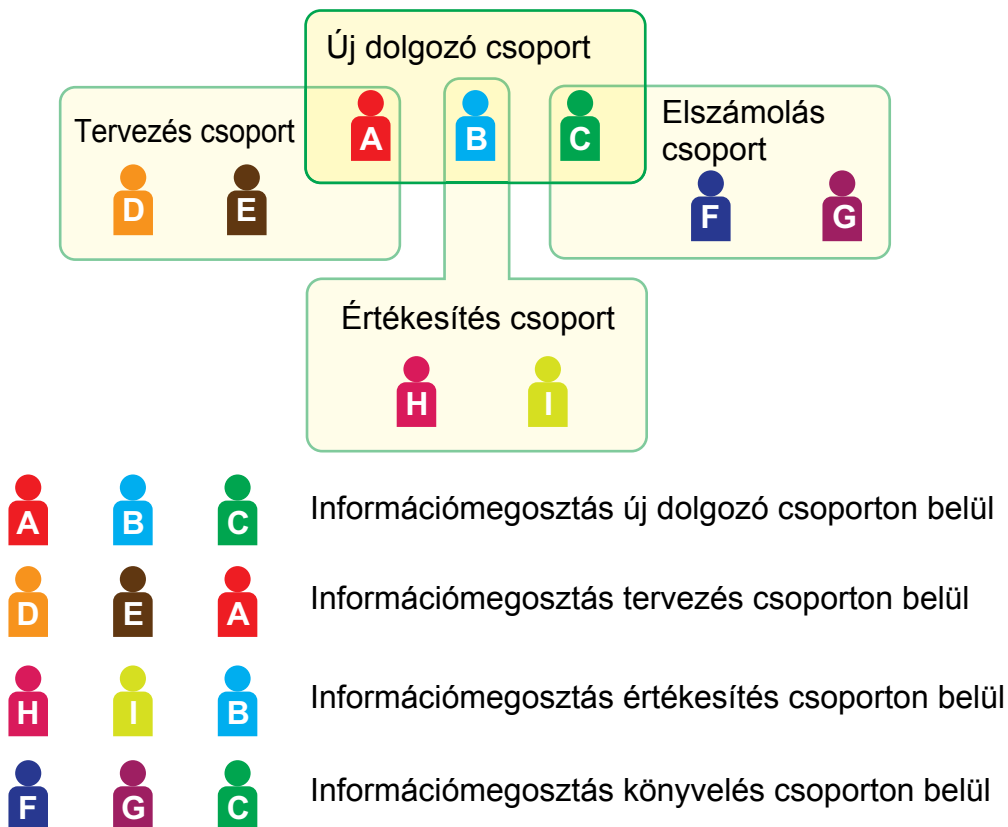 Új dolgozó csoport
Tervezés csoport
A
B
C
Elszámolás
csoport
D
E
F
G
Értékesítés csoport
H
I
A B C Információmegosztás új dolgozó csoporton belül
D E A Információmegosztás tervezés csoporton belül
H I B Információmegosztás értékesítés csoporton belül
F G C Információmegosztás könyvelés csoporton belül